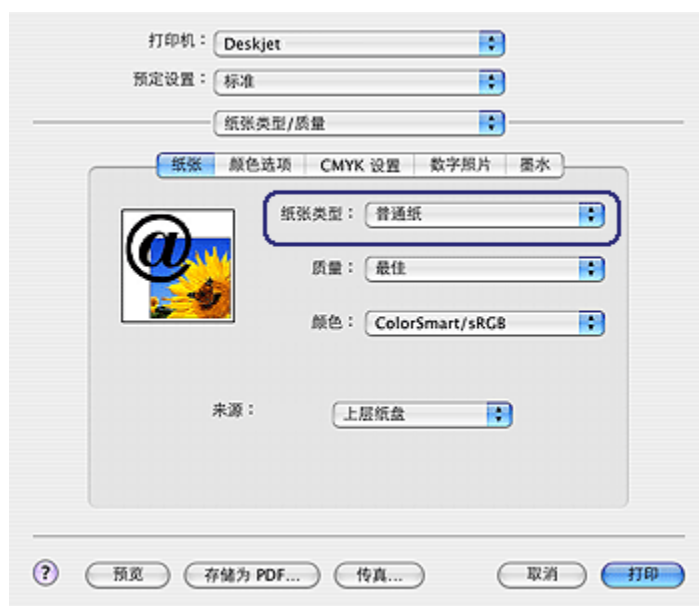 打印机： Deskjet
预定设置： 标准
纸张类型/质量
纸张 颜色选项 CMYK 设置 数字照片 墨水
纸张类型： 普通纸
@
质量： 最佳
颜色： ColorSmart/sRGB
来源： 上层纸盘
? 预览 存储为 PDF... 传真... 取消 打印